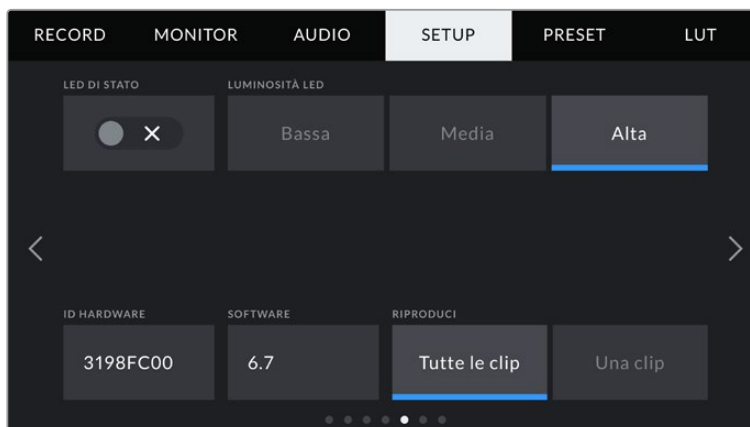 RECORD MONITOR AUDIO SETUP PRESET LUT
LED DI STATO LUMINOSITÀ LED
Bassa Media Alta
ID HARDWARE SOFTWARE RIPRODUCI
3198FC00 6.7 Tutte le clip Una clip